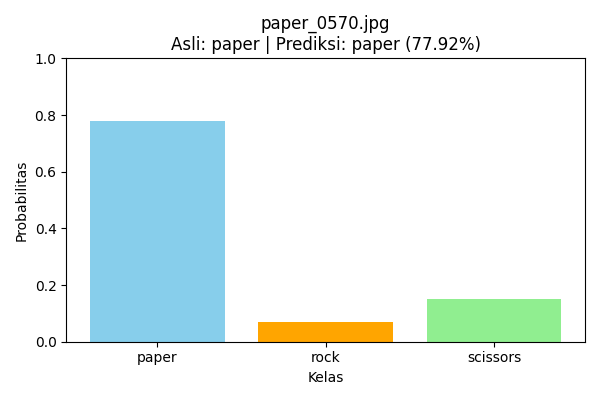 paper_0570.jpg
Asli: paper | Prediksi: paper (77.92%)
1.0
0.8
0.6
0.4
0.2
0.0
Probabilitas
paper
rock
scissors
Kelas